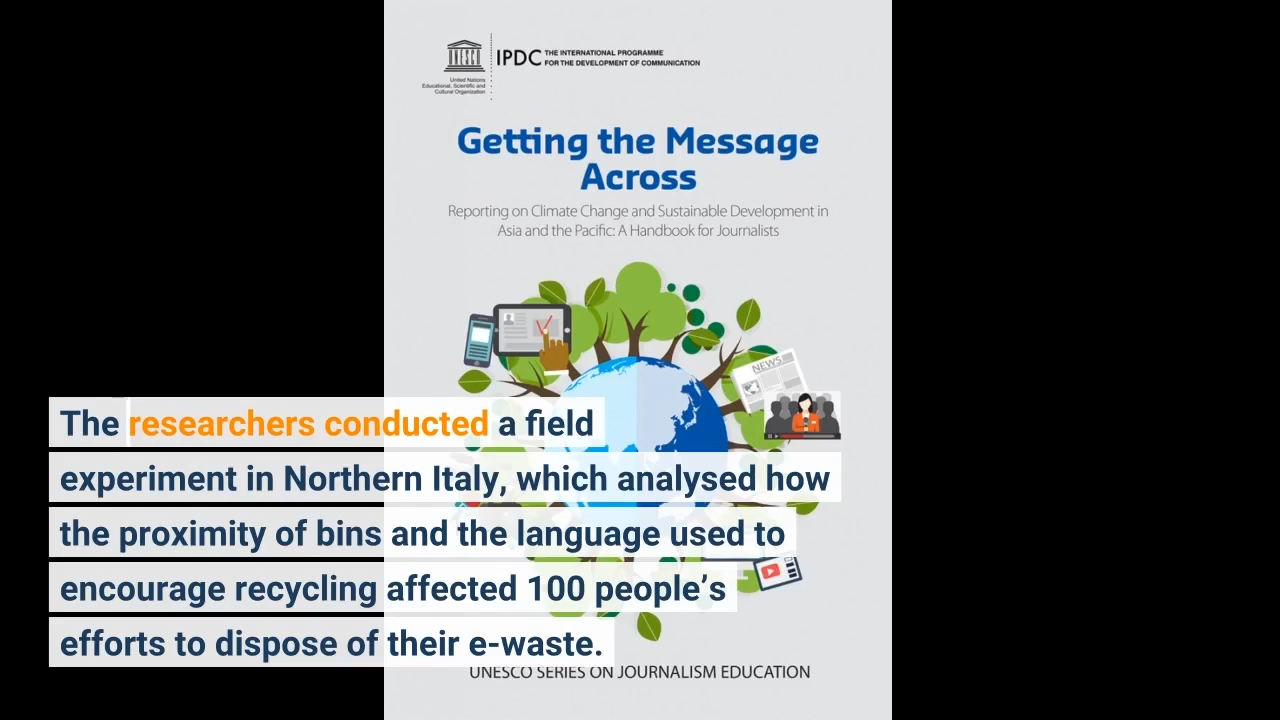 UNESCO
United Nations
Educational, Scientific and
Cultural Organization
IPDC
THE INTERNATIONAL PROGRAMME
FOR THE DEVELOPMENT OF COMMUNICATION
Getting the Message
Across
Reporting on Climate Change and Sustainable Development in
Asia and the Pacific: A Handbook for Journalists
NEWS
The researchers conducted a field
experiment in Northern Italy, which analysed how
the proximity of bins and the language used to
encourage recycling affected 100 people’s
efforts to dispose of their e-waste.
UNESCO SERIES ON JOURNALISM EDUCATION